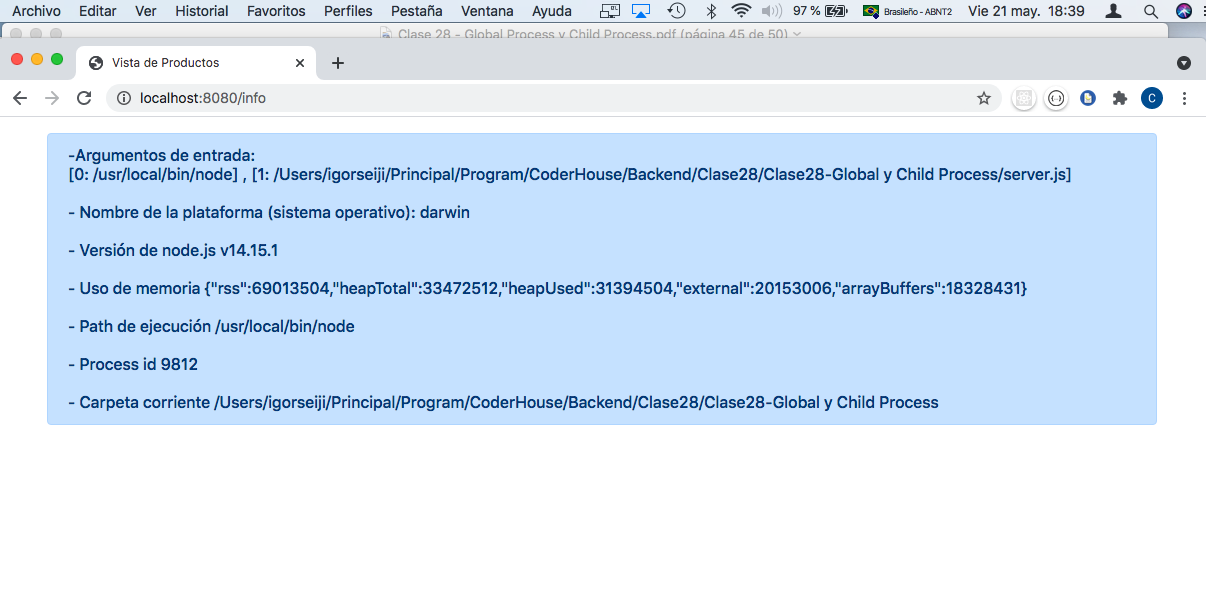 Archivo Editar Ver Historial Favoritos Perfiles Pestaña Ventana Ayuda 97 % Brasileño - ABNT2 Vie 21 may. 18:39
Clase 28 - Global Process y Child Process.pdf (página 45 de 50)
Vista de Productos
localhost:8080/info
C
-Argumentos de entrada:
[0: /usr/local/bin/node] , [1: /Users/igorseiji/Principal/Program/CoderHouse/Backend/Clase28/Clase28-Global y Child Process/server.js]
- Nombre de la plataforma (sistema operativo): darwin
- Versión de node.js v14.15.1
- Uso de memoria {"rss":69013504,"heapTotal":33472512,"heapUsed":31394504,"external":20153006,"arrayBuffers":18328431}
- Path de ejecución /usr/local/bin/node
- Process id 9812
- Carpeta corriente /Users/igorseiji/Principal/Program/CoderHouse/Backend/Clase28/Clase28-Global y Child Process